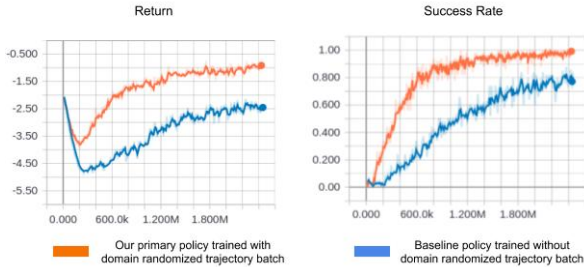 Return
Success Rate
-0.500
-1.50
-2.50
-3.50
-4.50
-5.50
0.000 600.0k 1.200M 1.800M
1.00
0.800
0.600
0.400
0.200
0.00
0.000 600.0k 1.200M 1.800M
Our primary policy trained with
domain randomized trajectory batch
Baseline policy trained without
domain randomized trajectory batch